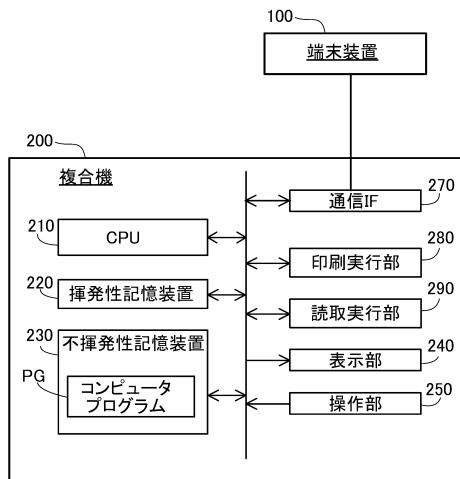 100
端末装置
200
複合機
210
CPU
220
揮発性記憶装置
230
不揮発性記憶装置
PG
コンピュータ
プログラム
通信IF
270
印刷実行部
280
読取実行部
290
表示部
240
操作部
250